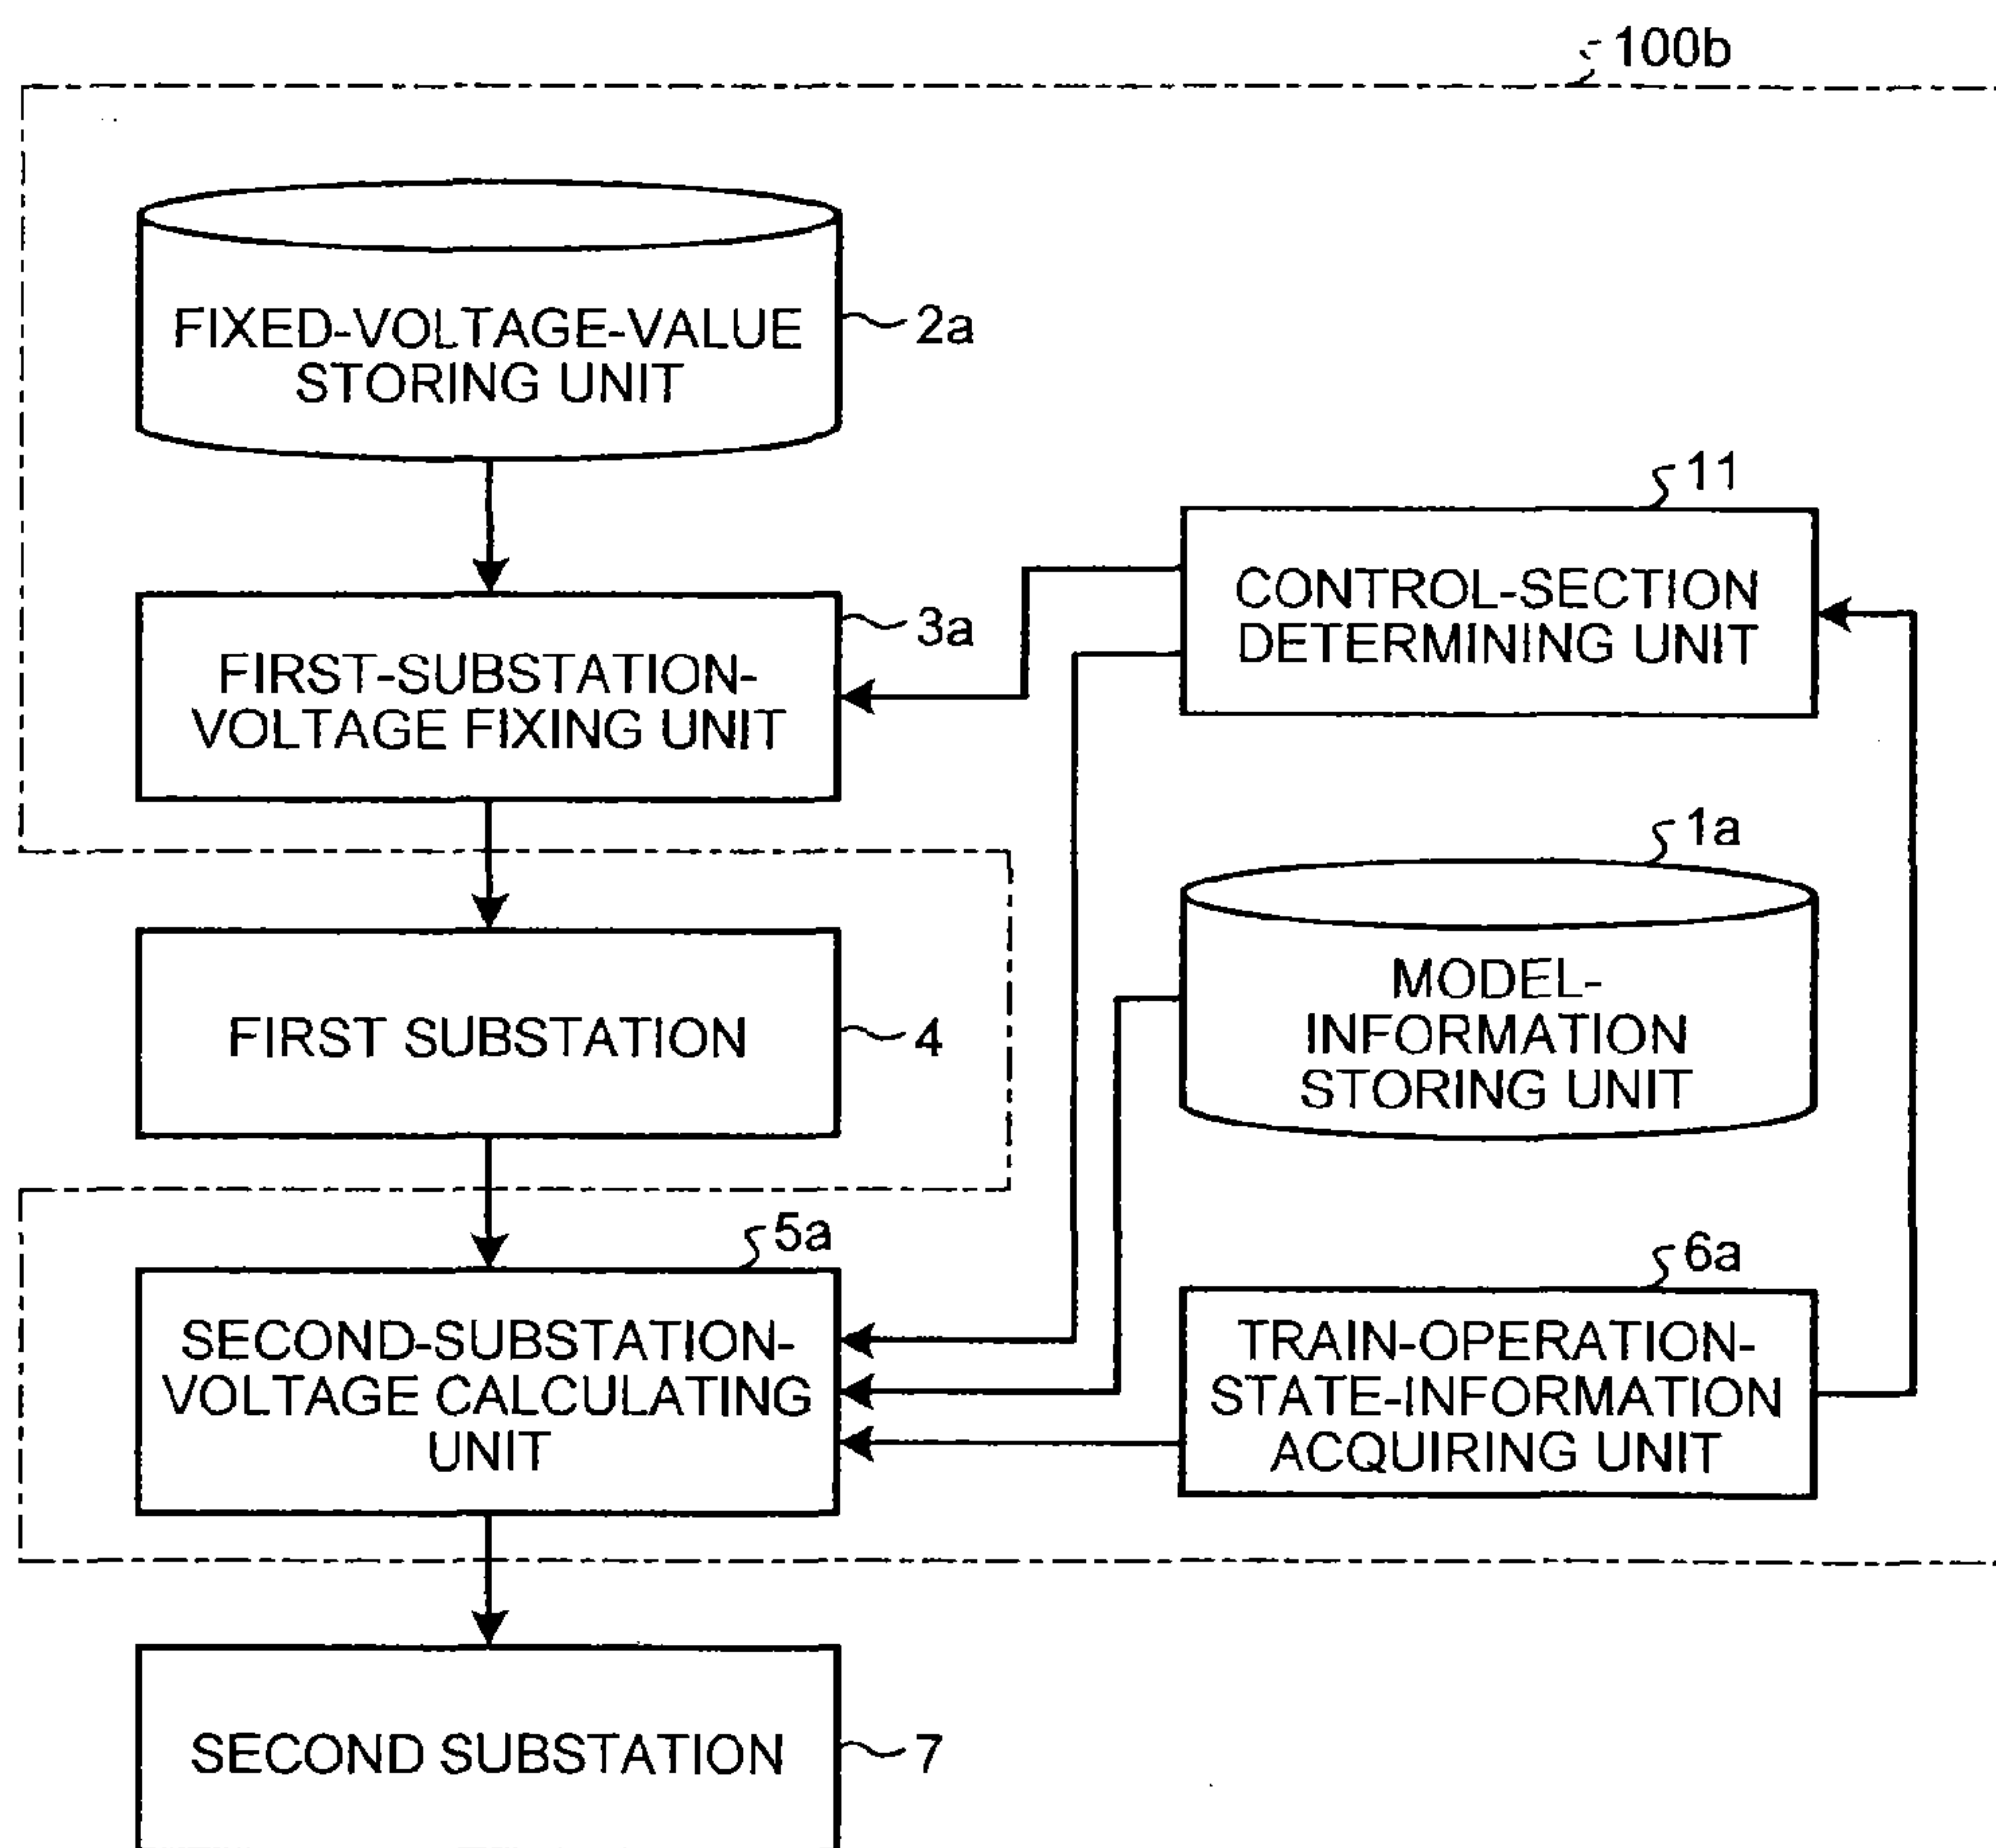 100b
FIXED-VOLTAGE-VALUE
STORING UNIT
2a
11
CONTROL-SECTION
DETERMINING UNIT
3a
FIRST-SUBSTATION-
VOLTAGE FIXING UNIT
1a
MODEL-
INFORMATION
STORING UNIT
FIRST SUBSTATION
4
5a
SECOND-SUBSTATION-
VOLTAGE CALCULATING
UNIT
6a
TRAIN-OPERATION-
STATE-INFORMATION
ACQUIRING UNIT
SECOND SUBSTATION
7